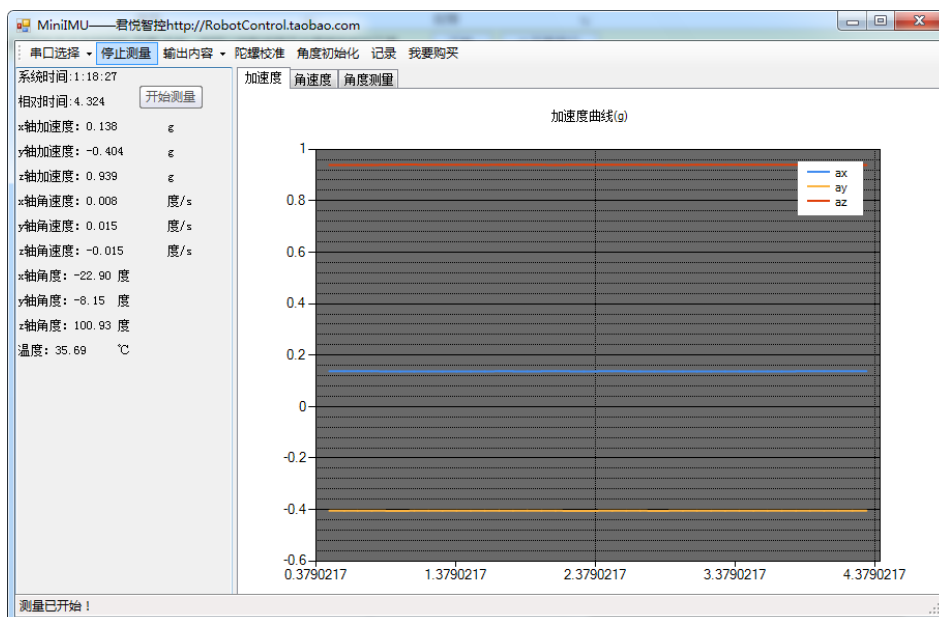 MiniIMU——君悦智控http://RobotControl.taobao.com
串口选择 停止测量 输出内容 陀螺校准 角度初始化 记录 我要购买
系统时间:1:18:27
相对时间:4.324
开始测量
x轴加速度: 0.138 g
y轴加速度: -0.404 g
z轴加速度: 0.939 g
x轴角速度: 0.008 度/s
y轴角速度: 0.015 度/s
z轴角速度: -0.015 度/s
x轴角度: -22.90 度
y轴角度: -8.15 度
z轴角度: 100.93 度
温度: 35.69 ℃
加速度 角速度 角度测量
加速度曲线(g)
1
0.8
0.6
0.4
0.2
0
-0.2
-0.4
-0.6
0.3790217 1.3790217 2.3790217 3.3790217 4.3790217
ax
ay
az
测量已开始！